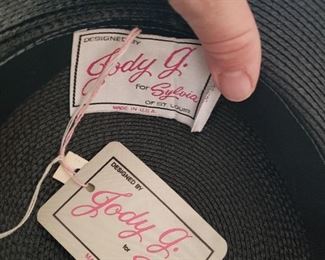 DESIGNED BY
Jody G.
FOR Sylvia
OF ST. LOUIS
MADE IN U.S.A.
DESIGNED BY
Jody G.
for